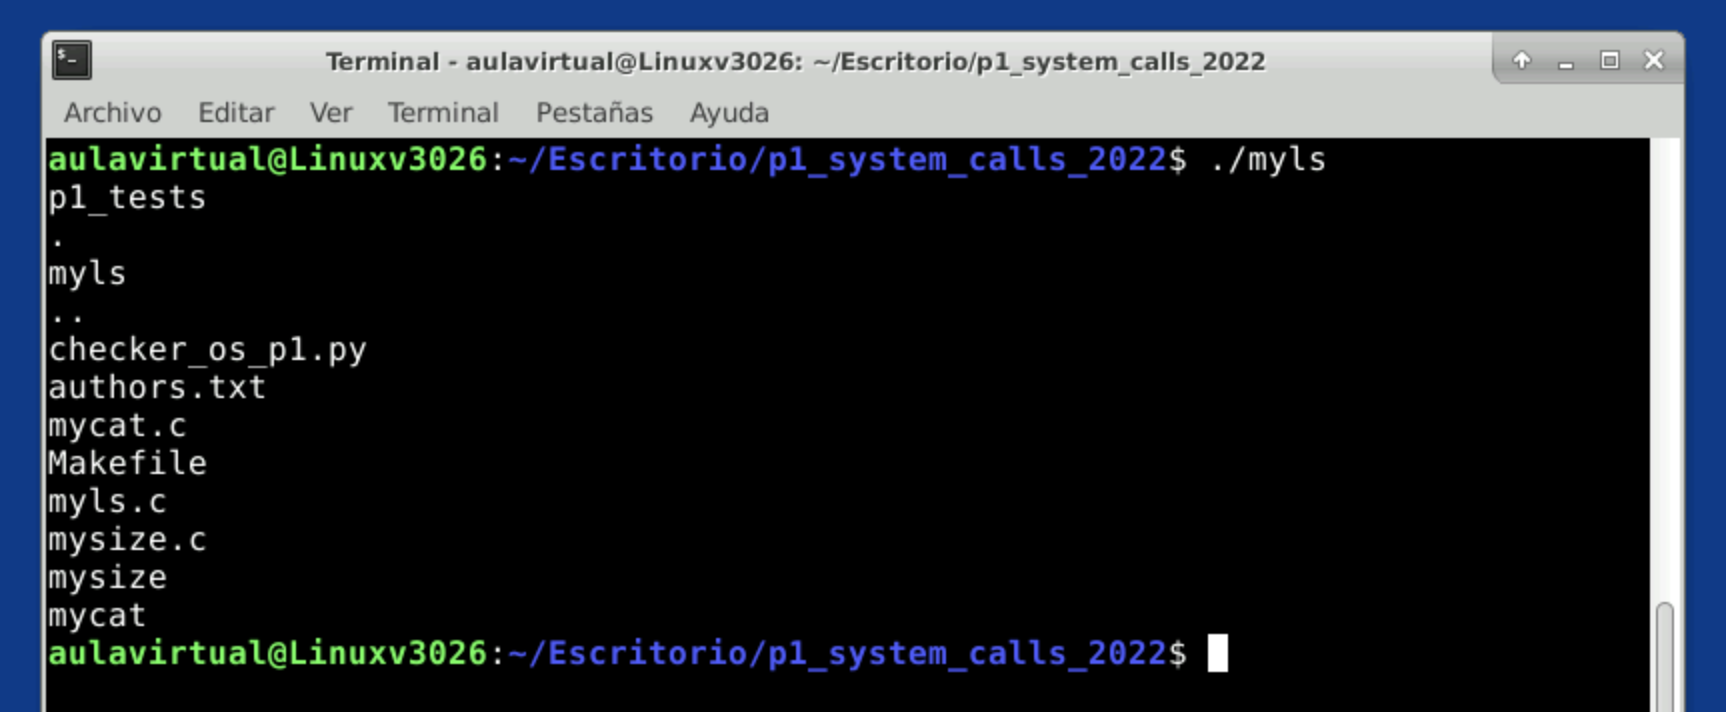 Terminal - aulavirtual@Linuxv3026: ~/Escritorio/p1_system_calls_2022
Archivo Editar Ver Terminal Pestañas Ayuda
aulavirtual@Linuxv3026:~/Escritorio/p1_system_calls_2022$ ./myls
p1_tests
.
myls
..
checker_os_p1.py
authors.txt
mycat.c
Makefile
myls.c
mysize.c
mysize
mycat
aulavirtual@Linuxv3026:~/Escritorio/p1_system_calls_2022$